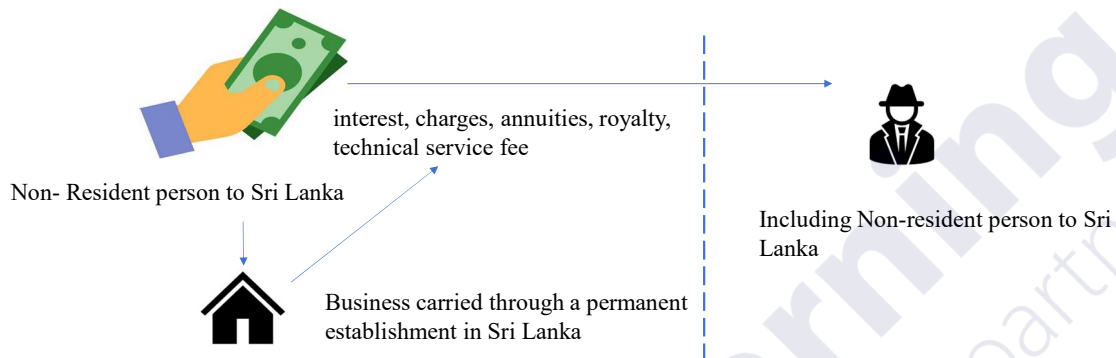 interest, charges, annuities, royalty,
technical service fee
Non- Resident person to Sri Lanka
Including Non-resident person to Sri
Lanka
Business carried through a permanent
establishment in Sri Lanka